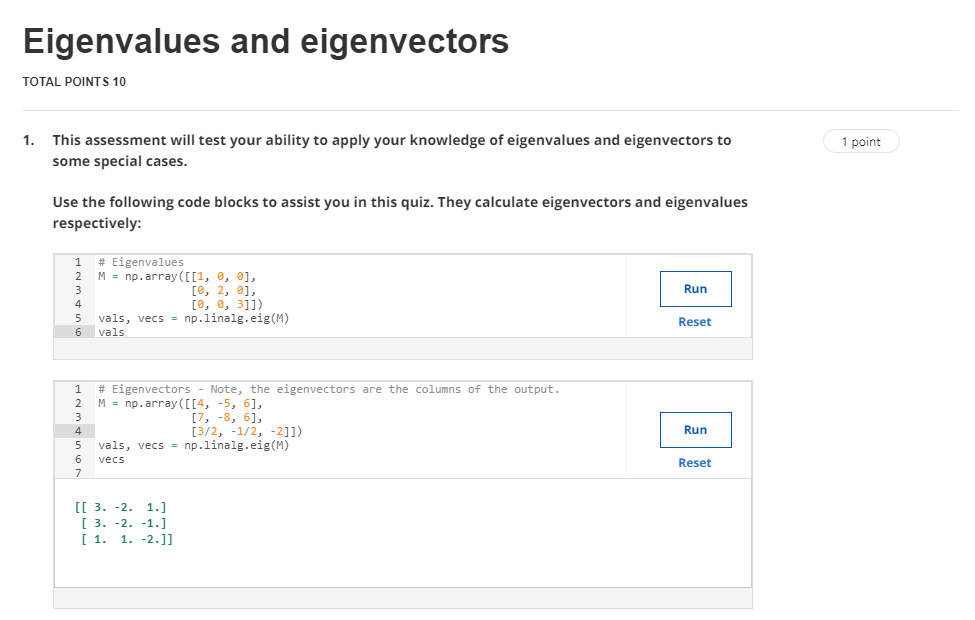 Eigenvalues and eigenvectors
TOTAL POINTS 10
1. This assessment will test your ability to apply your knowledge of eigenvalues and eigenvectors to
some special cases.
1 point
Use the following code blocks to assist you in this quiz. They calculate eigenvectors and eigenvalues
respectively:
1 # Eigenvalues
2 M = np.array([[1, 0, 0],
3 [0, 2, 0],
4 [0, 0, 3]])
5 vals, vecs = np.linalg.eig(M)
6 vals
Run
Reset
1 # Eigenvectors - Note, the eigenvectors are the columns of the output.
2 M = np.array([[4, -5, 6],
3 [7, -8, 6],
4 [3/2, -1/2, -2]])
5 vals, vecs = np.linalg.eig(M)
6 vecs
7
Run
Reset
[[ 3. -2. 1.]
[ 3. -2. -1.]
[ 1. 1. -2.]]